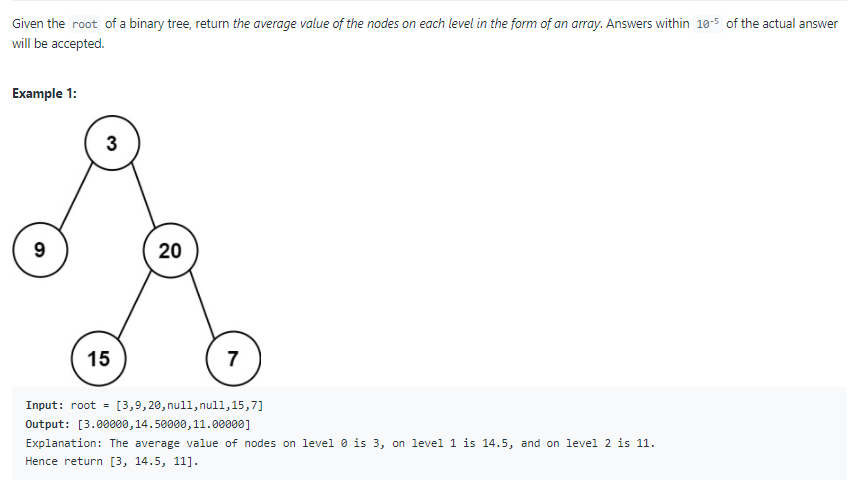 Given the root of a binary tree, return the average value of the nodes on each level in the form of an array. Answers within 10-5 of the actual answer
will be accepted.
Example 1:
3
9
20
15
7
Input: root = [3,9,20,null,null,15,7]
Output: [3.00000,14.50000,11.00000]
Explanation: The average value of nodes on level 0 is 3, on level 1 is 14.5, and on level 2 is 11.
Hence return [3, 14.5, 11].